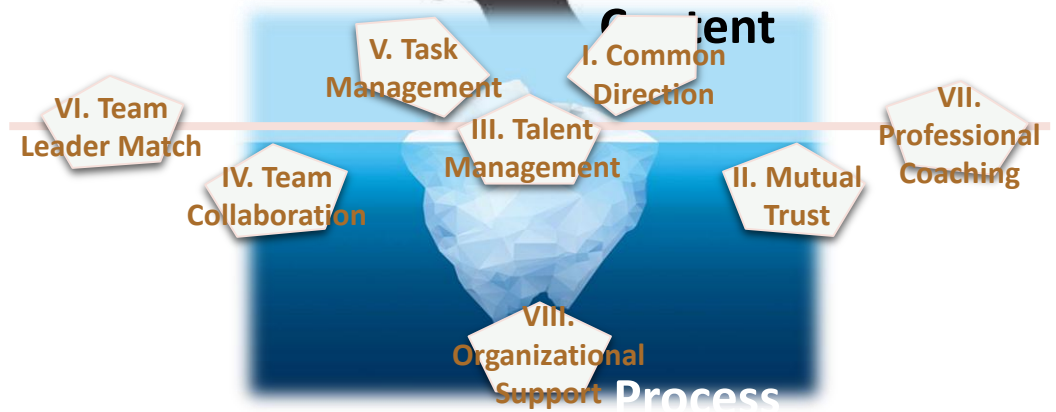 Content
V. Task
Management
I. Common
Direction
VI. Team
Leader Match
III. Talent
Management
VII.
Professional
Coaching
IV. Team
Collaboration
II. Mutual
Trust
VIII.
Organizational
Support
Process